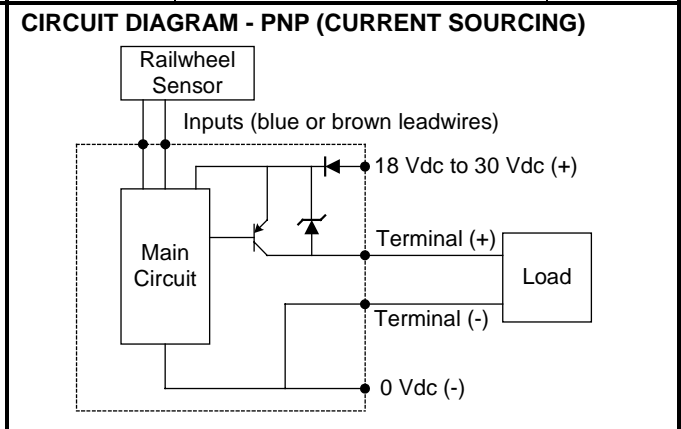 CIRCUIT DIAGRAM - PNP (CURRENT SOURCING)
Railwheel
Sensor
Inputs (blue or brown leadwires)
18 Vdc to 30 Vdc (+)
Main
Circuit
Terminal (+)
Load
Terminal (-)
0 Vdc (-)